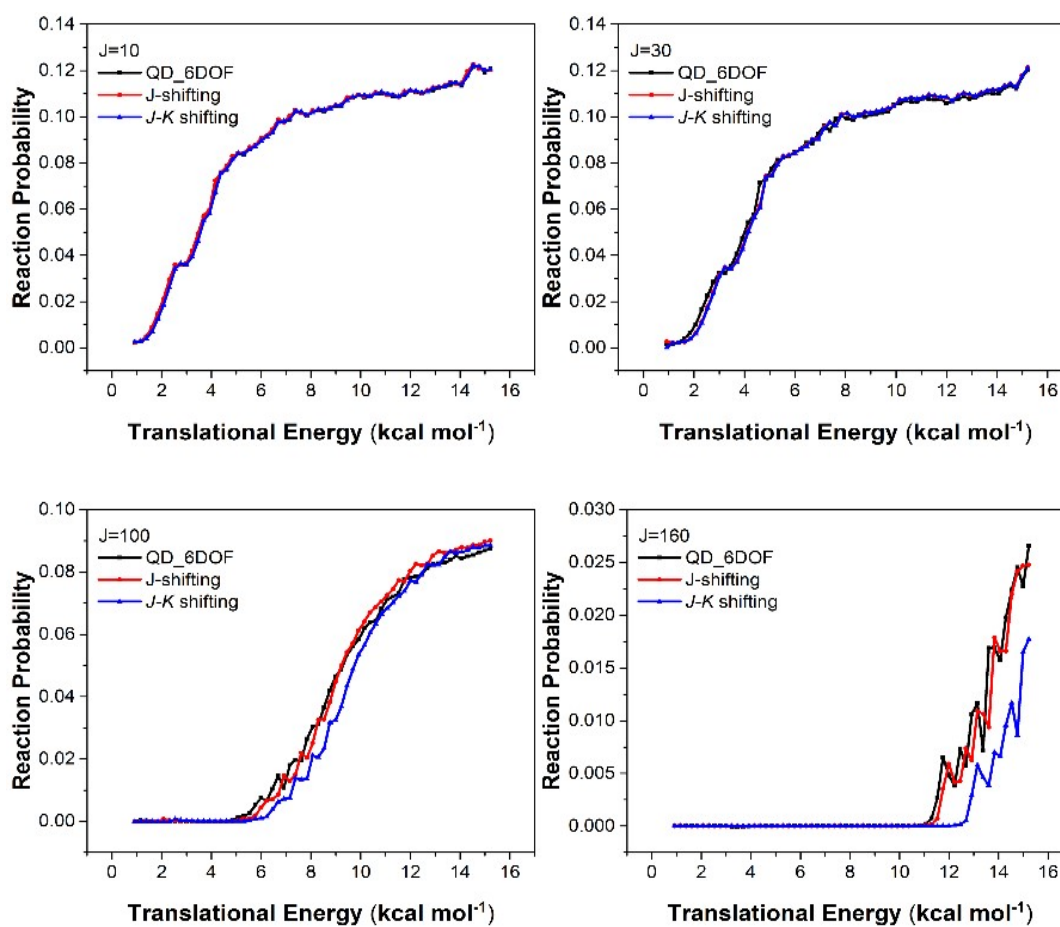 J=10
QD_6DOF
J-shifting
J-K shifting
Reaction Probability
0.14
0.12
0.10
0.08
0.06
0.04
0.02
0.00
0 2 4 6 8 10 12 14 16
Translational Energy (kcal mol-1)
J=30
QD_6DOF
J-shifting
J-K shifting
Reaction Probability
0.14
0.12
0.10
0.08
0.06
0.04
0.02
0.00
0 2 4 6 8 10 12 14 16
Translational Energy (kcal mol-1)
J=100
QD_6DOF
J-shifting
J-K shifting
Reaction Probability
0.10
0.08
0.06
0.04
0.02
0.00
0 2 4 6 8 10 12 14 16
Translational Energy (kcal mol-1)
J=160
QD_6DOF
J-shifting
J-K shifting
Reaction Probability
0.030
0.025
0.020
0.015
0.010
0.005
0.000
0 2 4 6 8 10 12 14 16
Translational Energy (kcal mol-1)